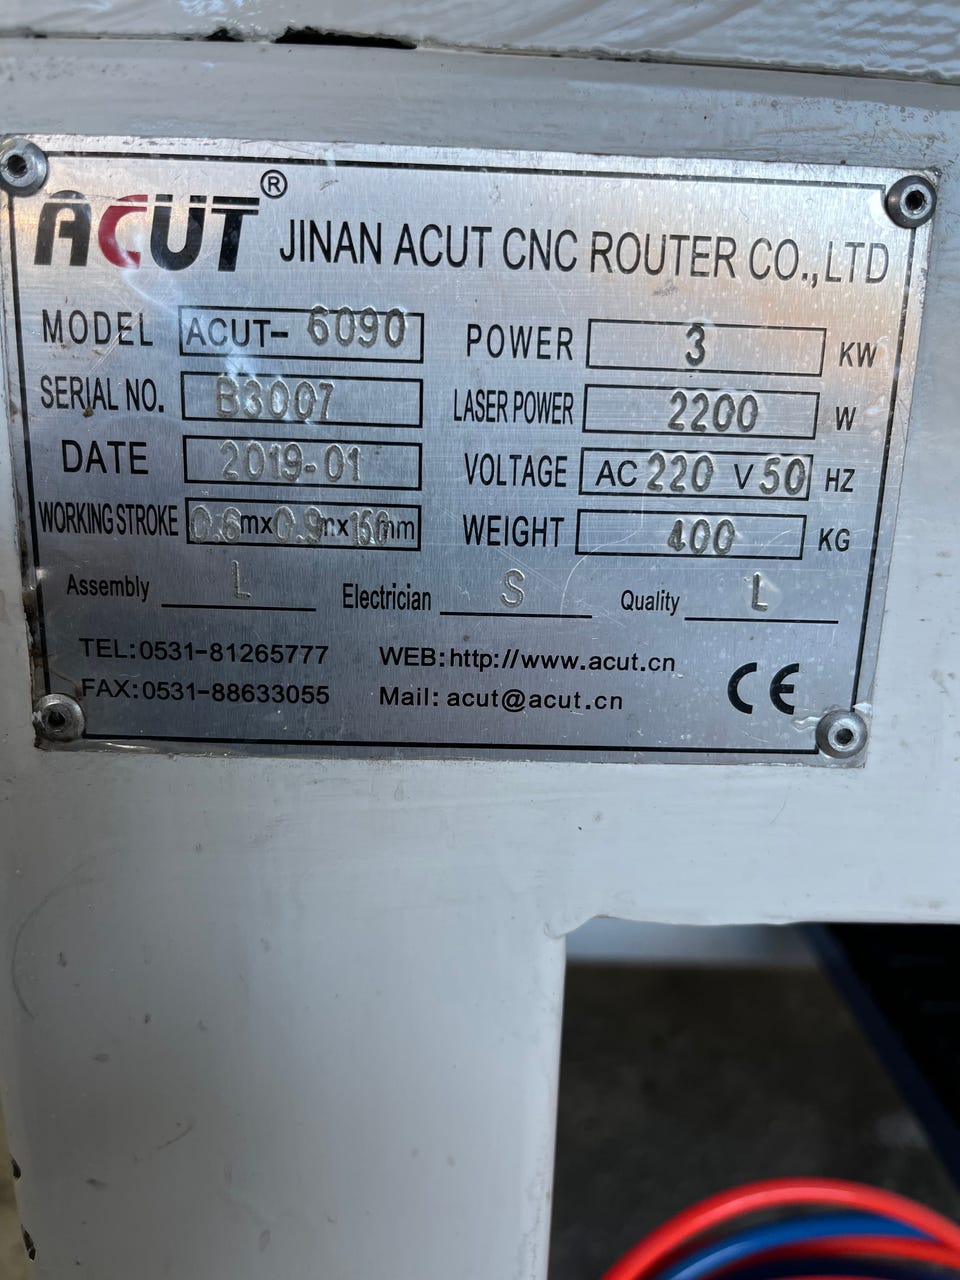 ACUT® JINAN ACUT CNC ROUTER CO.,LTD
MODEL ACUT-6090 POWER 3 KW
SERIAL NO. B3007 LASER POWER 2200 W
DATE 2019-01 VOLTAGE AC 220 V 50 HZ
WORKING STROKE 0.6mx0.9mx150mm WEIGHT 400 KG
Assembly L Electrician S Quality L
TEL:0531-81265777 WEB:http://www.acut.cn
FAX:0531-88633055 Mail: acut@acut.cn CE